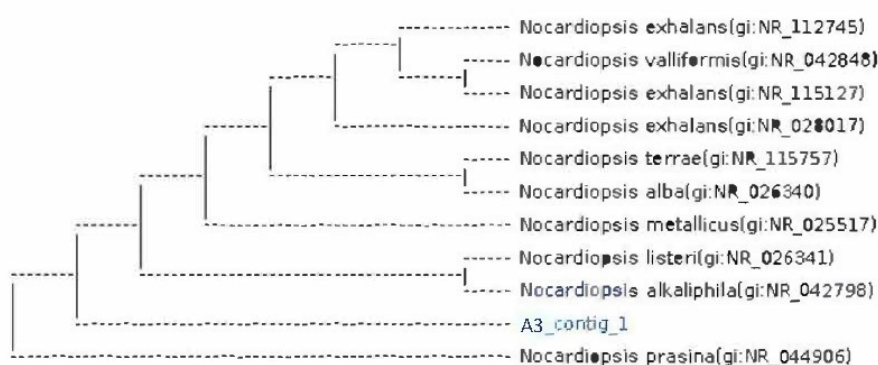 Nocardiopsis exhalans(gi:NR_112745)
Nocardiopsis valliformis(gi:NR_042848)
Nocardiopsis exhalans(gi:NR_115127)
Nocardiopsis exhalans(gi:NR_028017)
Nocardiopsis terrae(gi:NR_115757)
Nocardiopsis alba(gi:NR_026340)
Nocardiopsis metallicus(gi:NR_025517)
Nocardiopsis listeri(gi:NR_026341)
Nocardiopsis alkaliphila(gi:NR_042798)
A3_contig_1
Nocardiopsis prasina(gi:NR_044906)